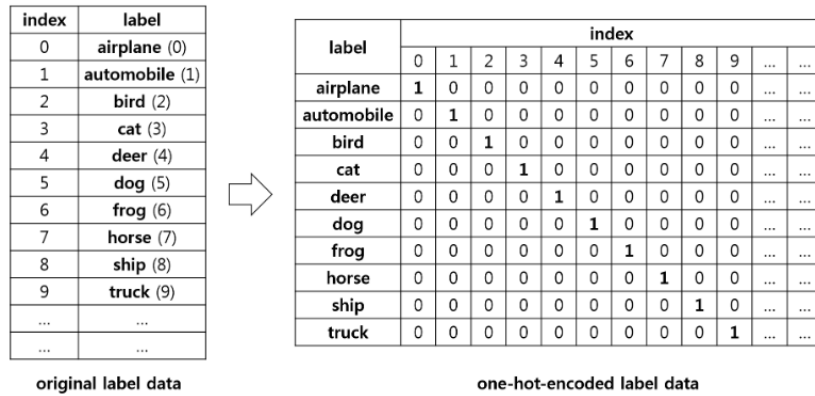 index label
0 airplane (0)
1 automobile (1)
2 bird (2)
3 cat (3)
4 deer (4)
5 dog (5)
6 frog (6)
7 horse (7)
8 ship (8)
9 truck (9)
... ...
... ...
original label data
label index
0 1 2 3 4 5 6 7 8 9 ... ...
airplane 1 0 0 0 0 0 0 0 0 0 ... ...
automobile 0 1 0 0 0 0 0 0 0 0 ... ...
bird 0 0 1 0 0 0 0 0 0 0 ... ...
cat 0 0 0 1 0 0 0 0 0 0 ... ...
deer 0 0 0 0 1 0 0 0 0 0 ... ...
dog 0 0 0 0 0 1 0 0 0 0 ... ...
frog 0 0 0 0 0 0 1 0 0 0 ... ...
horse 0 0 0 0 0 0 0 1 0 0 ... ...
ship 0 0 0 0 0 0 0 0 1 0 ... ...
truck 0 0 0 0 0 0 0 0 0 1 ... ...
one-hot-encoded label data